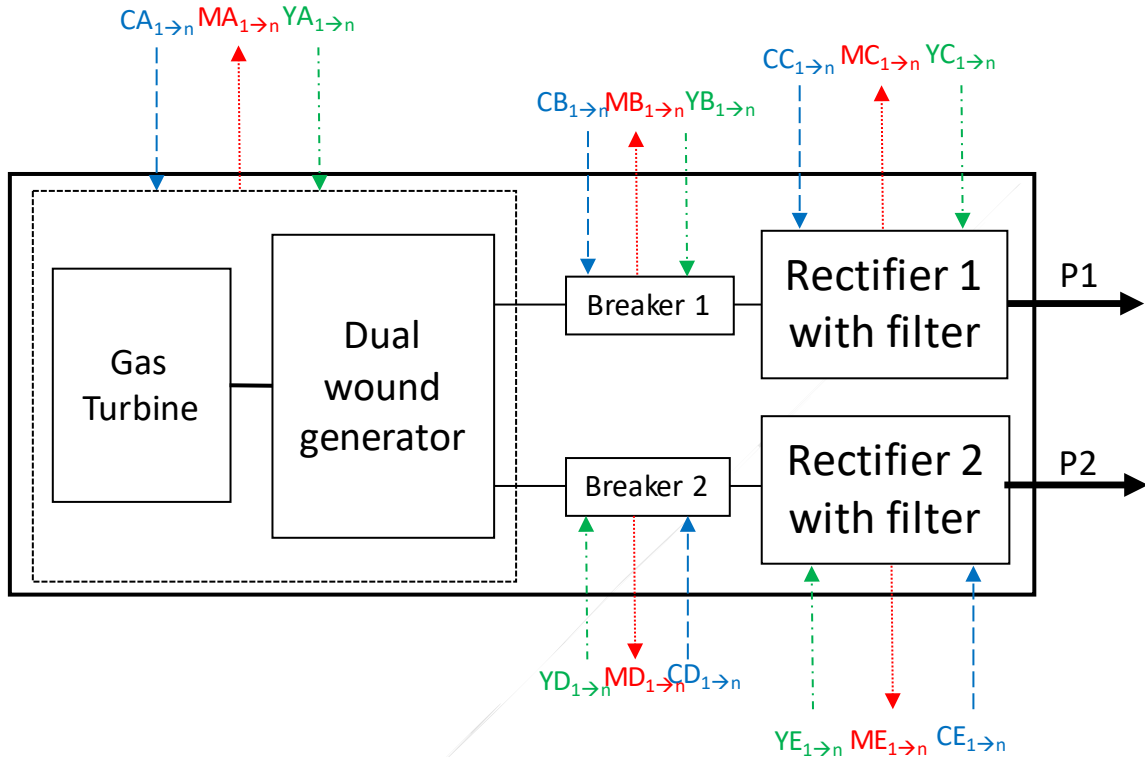 CA1→n MA1→n YA1→n
CB1→n MB1→n YB1→n
CC1→n MC1→n YC1→n
Gas
Turbine
Dual
wound
generator
Breaker 1
Rectifier 1
with filter
P1
Breaker 2
Rectifier 2
with filter
P2
YD1→n MD1→n CD1→n
YE1→n ME1→n CE1→n